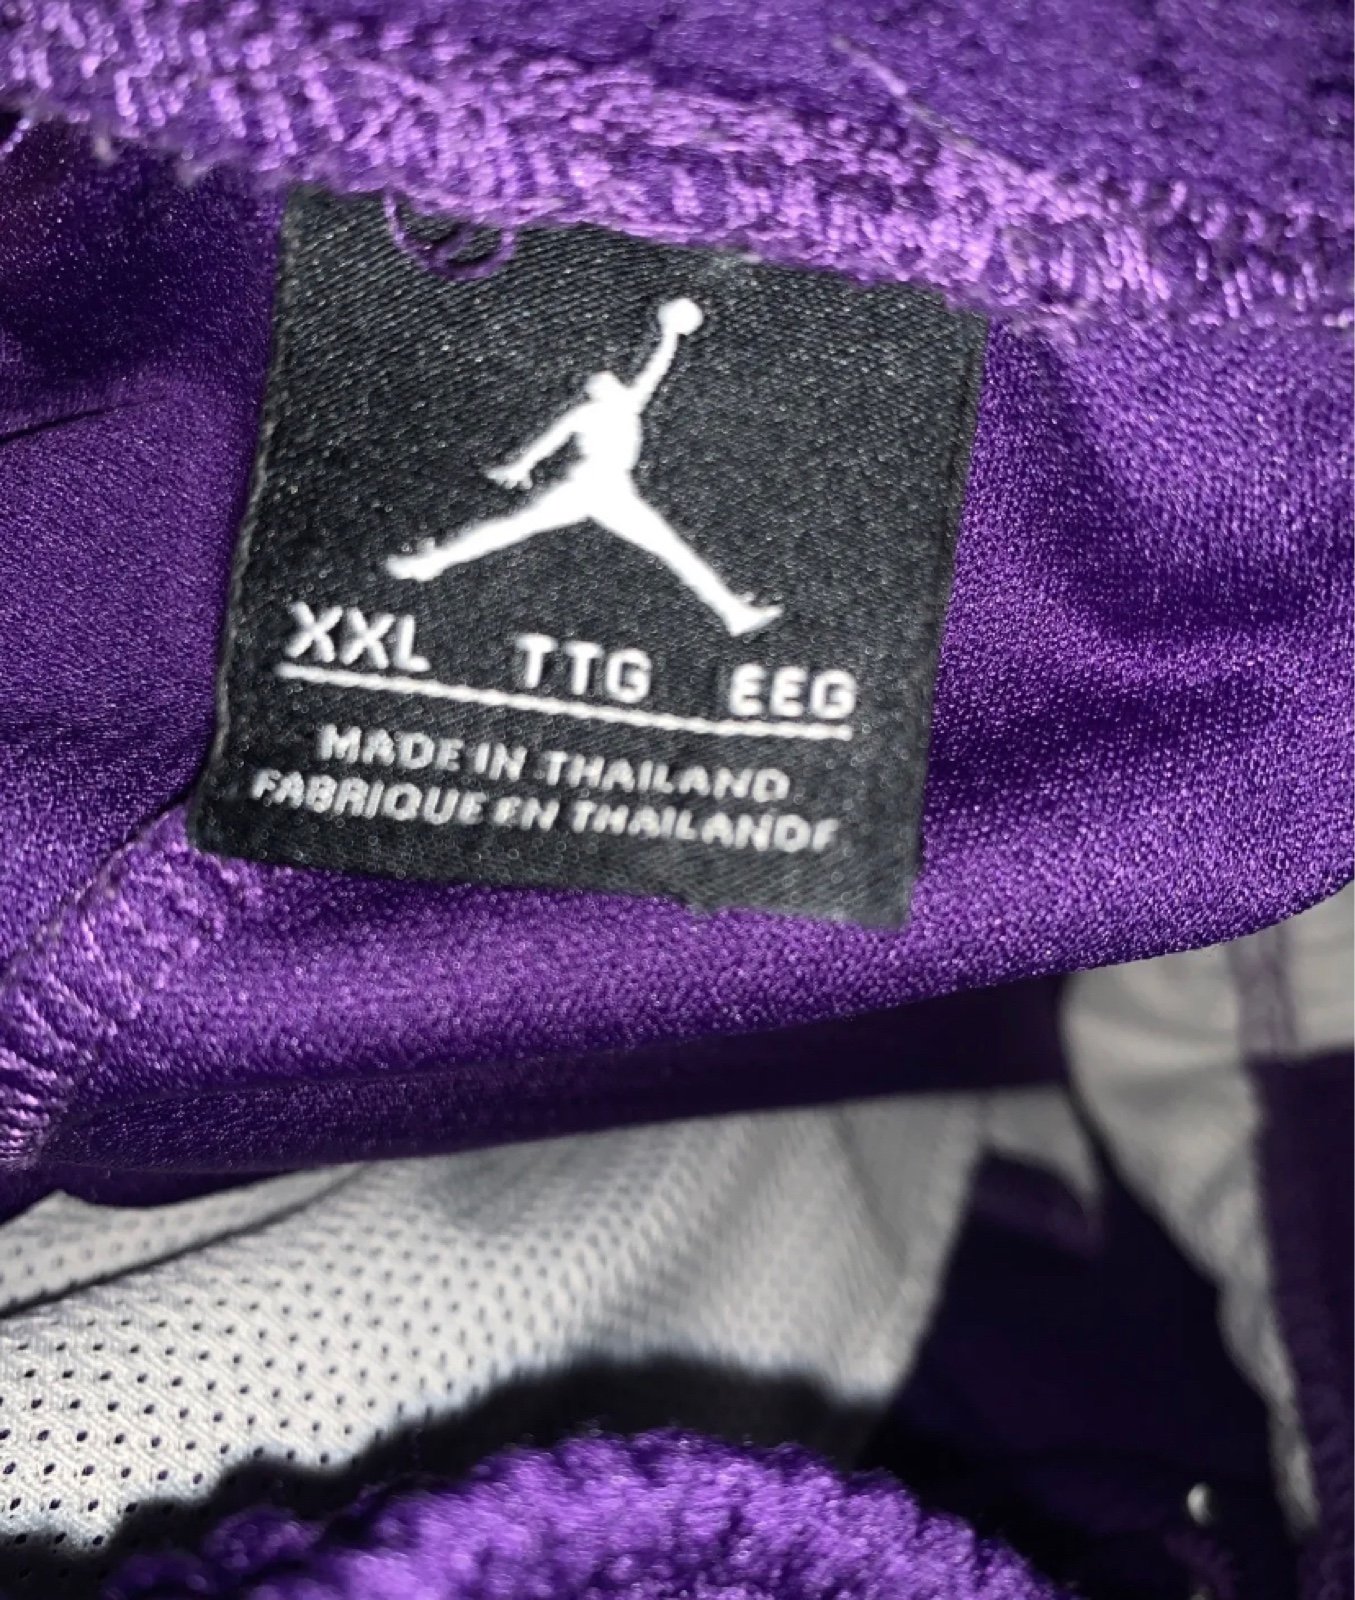 XXL TTG EEG
MADE IN THAILAND
FABRIQUE EN THAILANDE